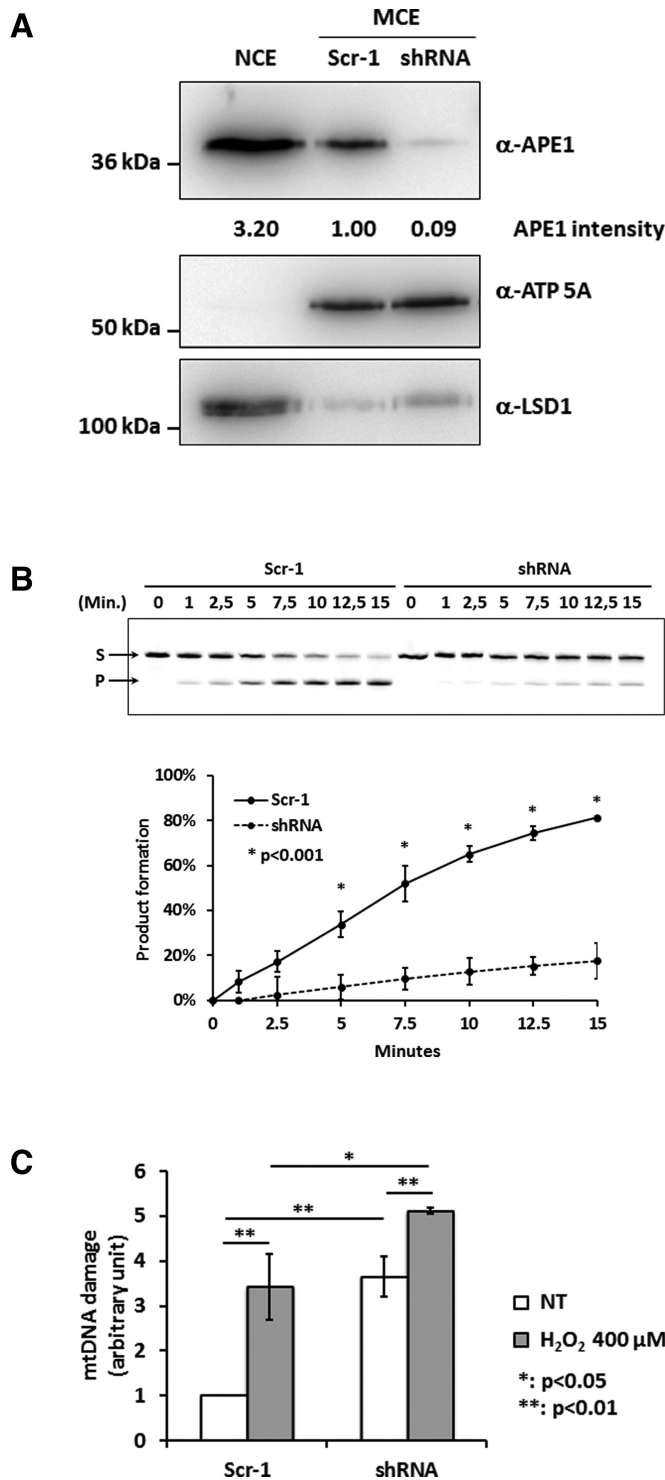 A
MCE
NCE Scr-1 shRNA
36 kDa
α-APE1
3.20 1.00 0.09 APE1 intensity
α-ATP 5A
50 kDa
α-LSD1
100 kDa
B
Scr-1 shRNA
(Min.) 0 1 2,5 5 7,5 10 12,5 15 0 1 2,5 5 7,5 10 12,5 15
S
P
100%
80%
60%
40%
20%
0%
Product formation
Scr-1
shRNA
* p<0.001
* * * * *
0 2.5 5 7.5 10 12.5 15
Minutes
C
6
5
4
3
2
1
0
mtDNA damage
(arbitrary unit)
*
**
**
**
NT
H₂O₂ 400 μM
*: p<0.05
**: p<0.01
Scr-1 shRNA